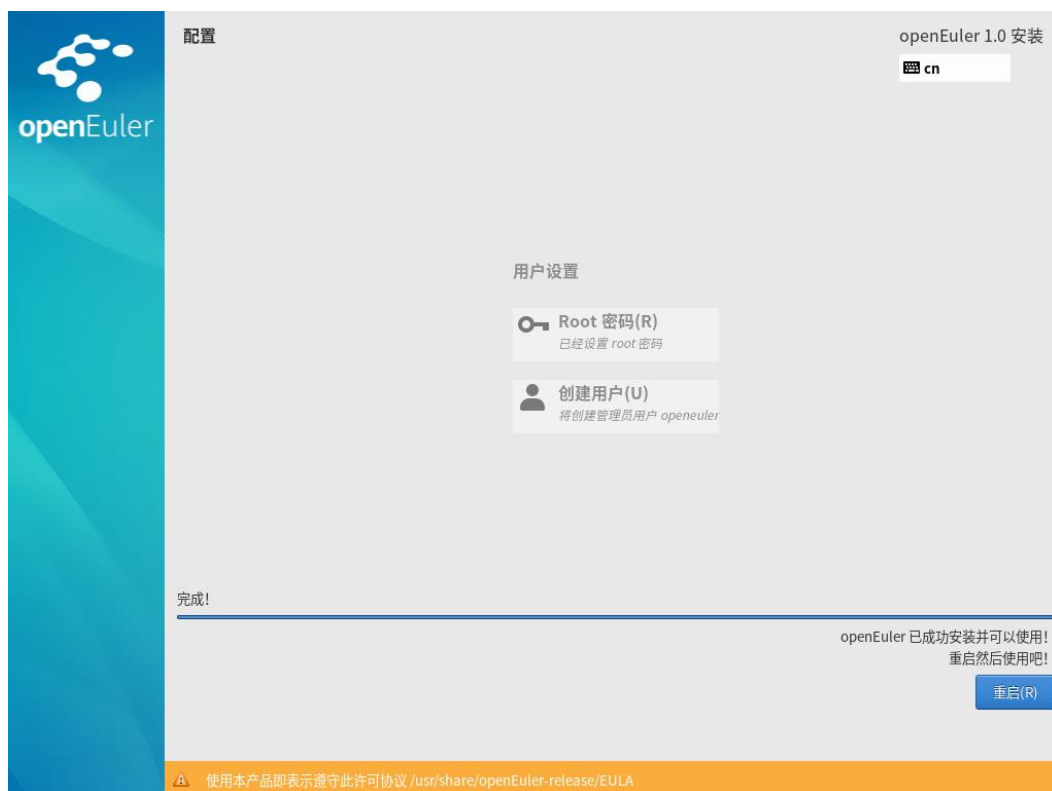 openEuler
配置
openEuler 1.0 安装
cn
用户设置
Root 密码(R)
已经设置 root 密码
创建用户(U)
将创建管理员用户 openeuler
完成!
openEuler 已成功安装并可以使用!
重启然后使用吧!
重启(R)
使用本产品即表示遵守此许可协议 /usr/share/openEuler-release/EULA